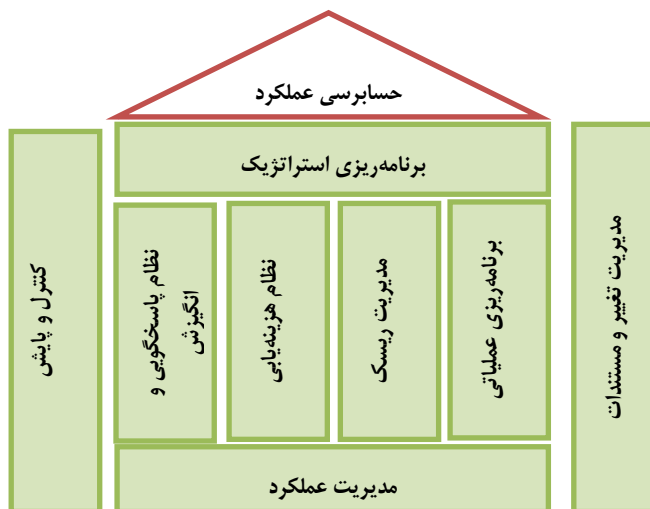 حسابرسی عملکرد
برنامه‌ریزی استراتژیک
مدیریت تغییر و مستندات
برنامه‌ریزی عملیاتی
مدیریت ریسک
نظام هزینه‌یابی
نظام پاسخگویی و
انگیزش
کنترل و پایش
مدیریت عملکرد